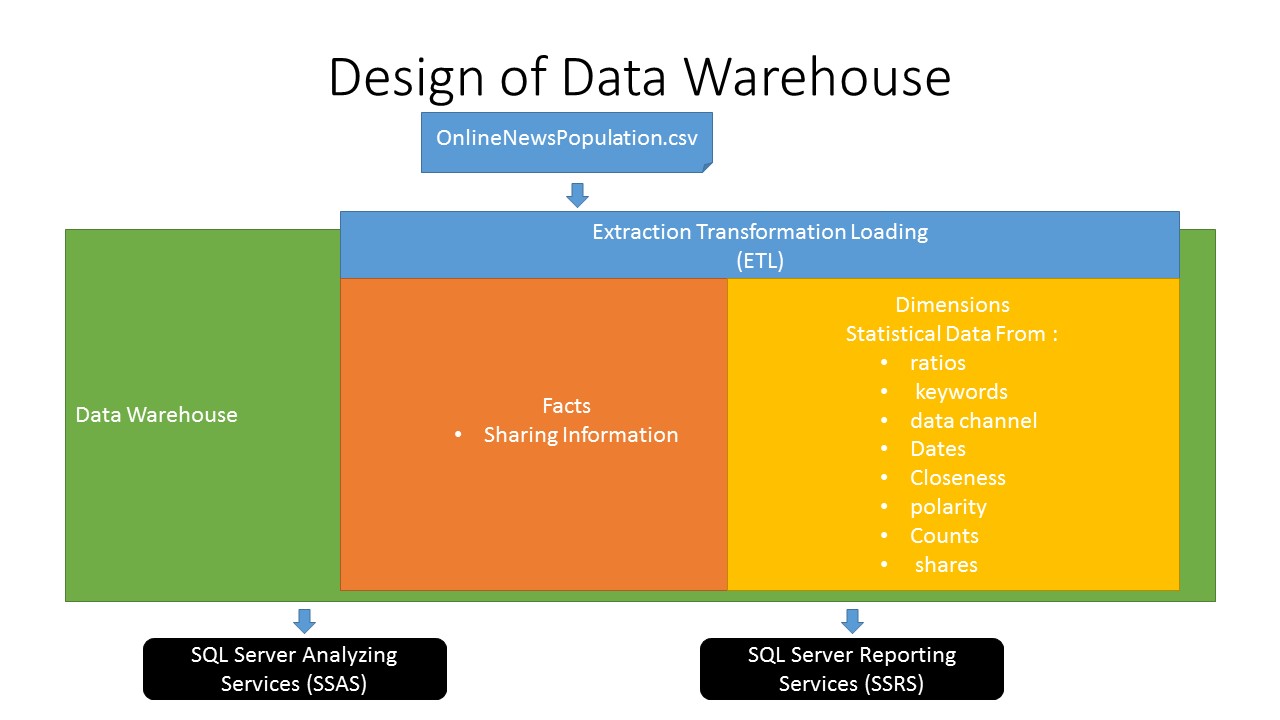 Design of Data Warehouse
OnlineNewsPopulation.csv
Extraction Transformation Loading
(ETL)
Data Warehouse
Facts
• Sharing Information
Dimensions
Statistical Data From :
• ratios
• keywords
• data channel
• Dates
• Closeness
• polarity
• Counts
• shares
SQL Server Analyzing
Services (SSAS)
SQL Server Reporting
Services (SSRS)